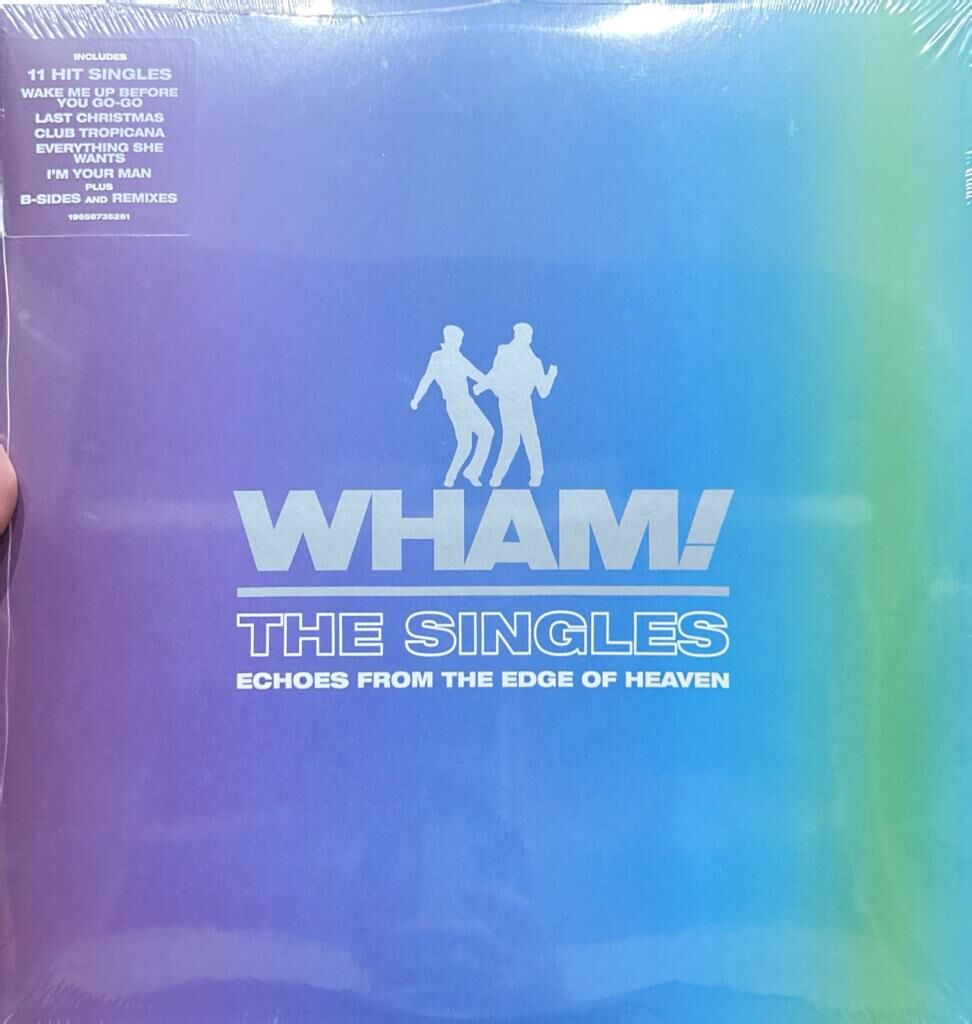 INCLUDES
11 HIT SINGLES
WAKE ME UP BEFORE
YOU GO-GO
LAST CHRISTMAS
CLUB TROPICANA
EVERYTHING SHE
WANTS
I'M YOUR MAN
PLUS
B-SIDES AND REMIXES
19658735251
WHAM!
THE SINGLES
ECHOES FROM THE EDGE OF HEAVEN